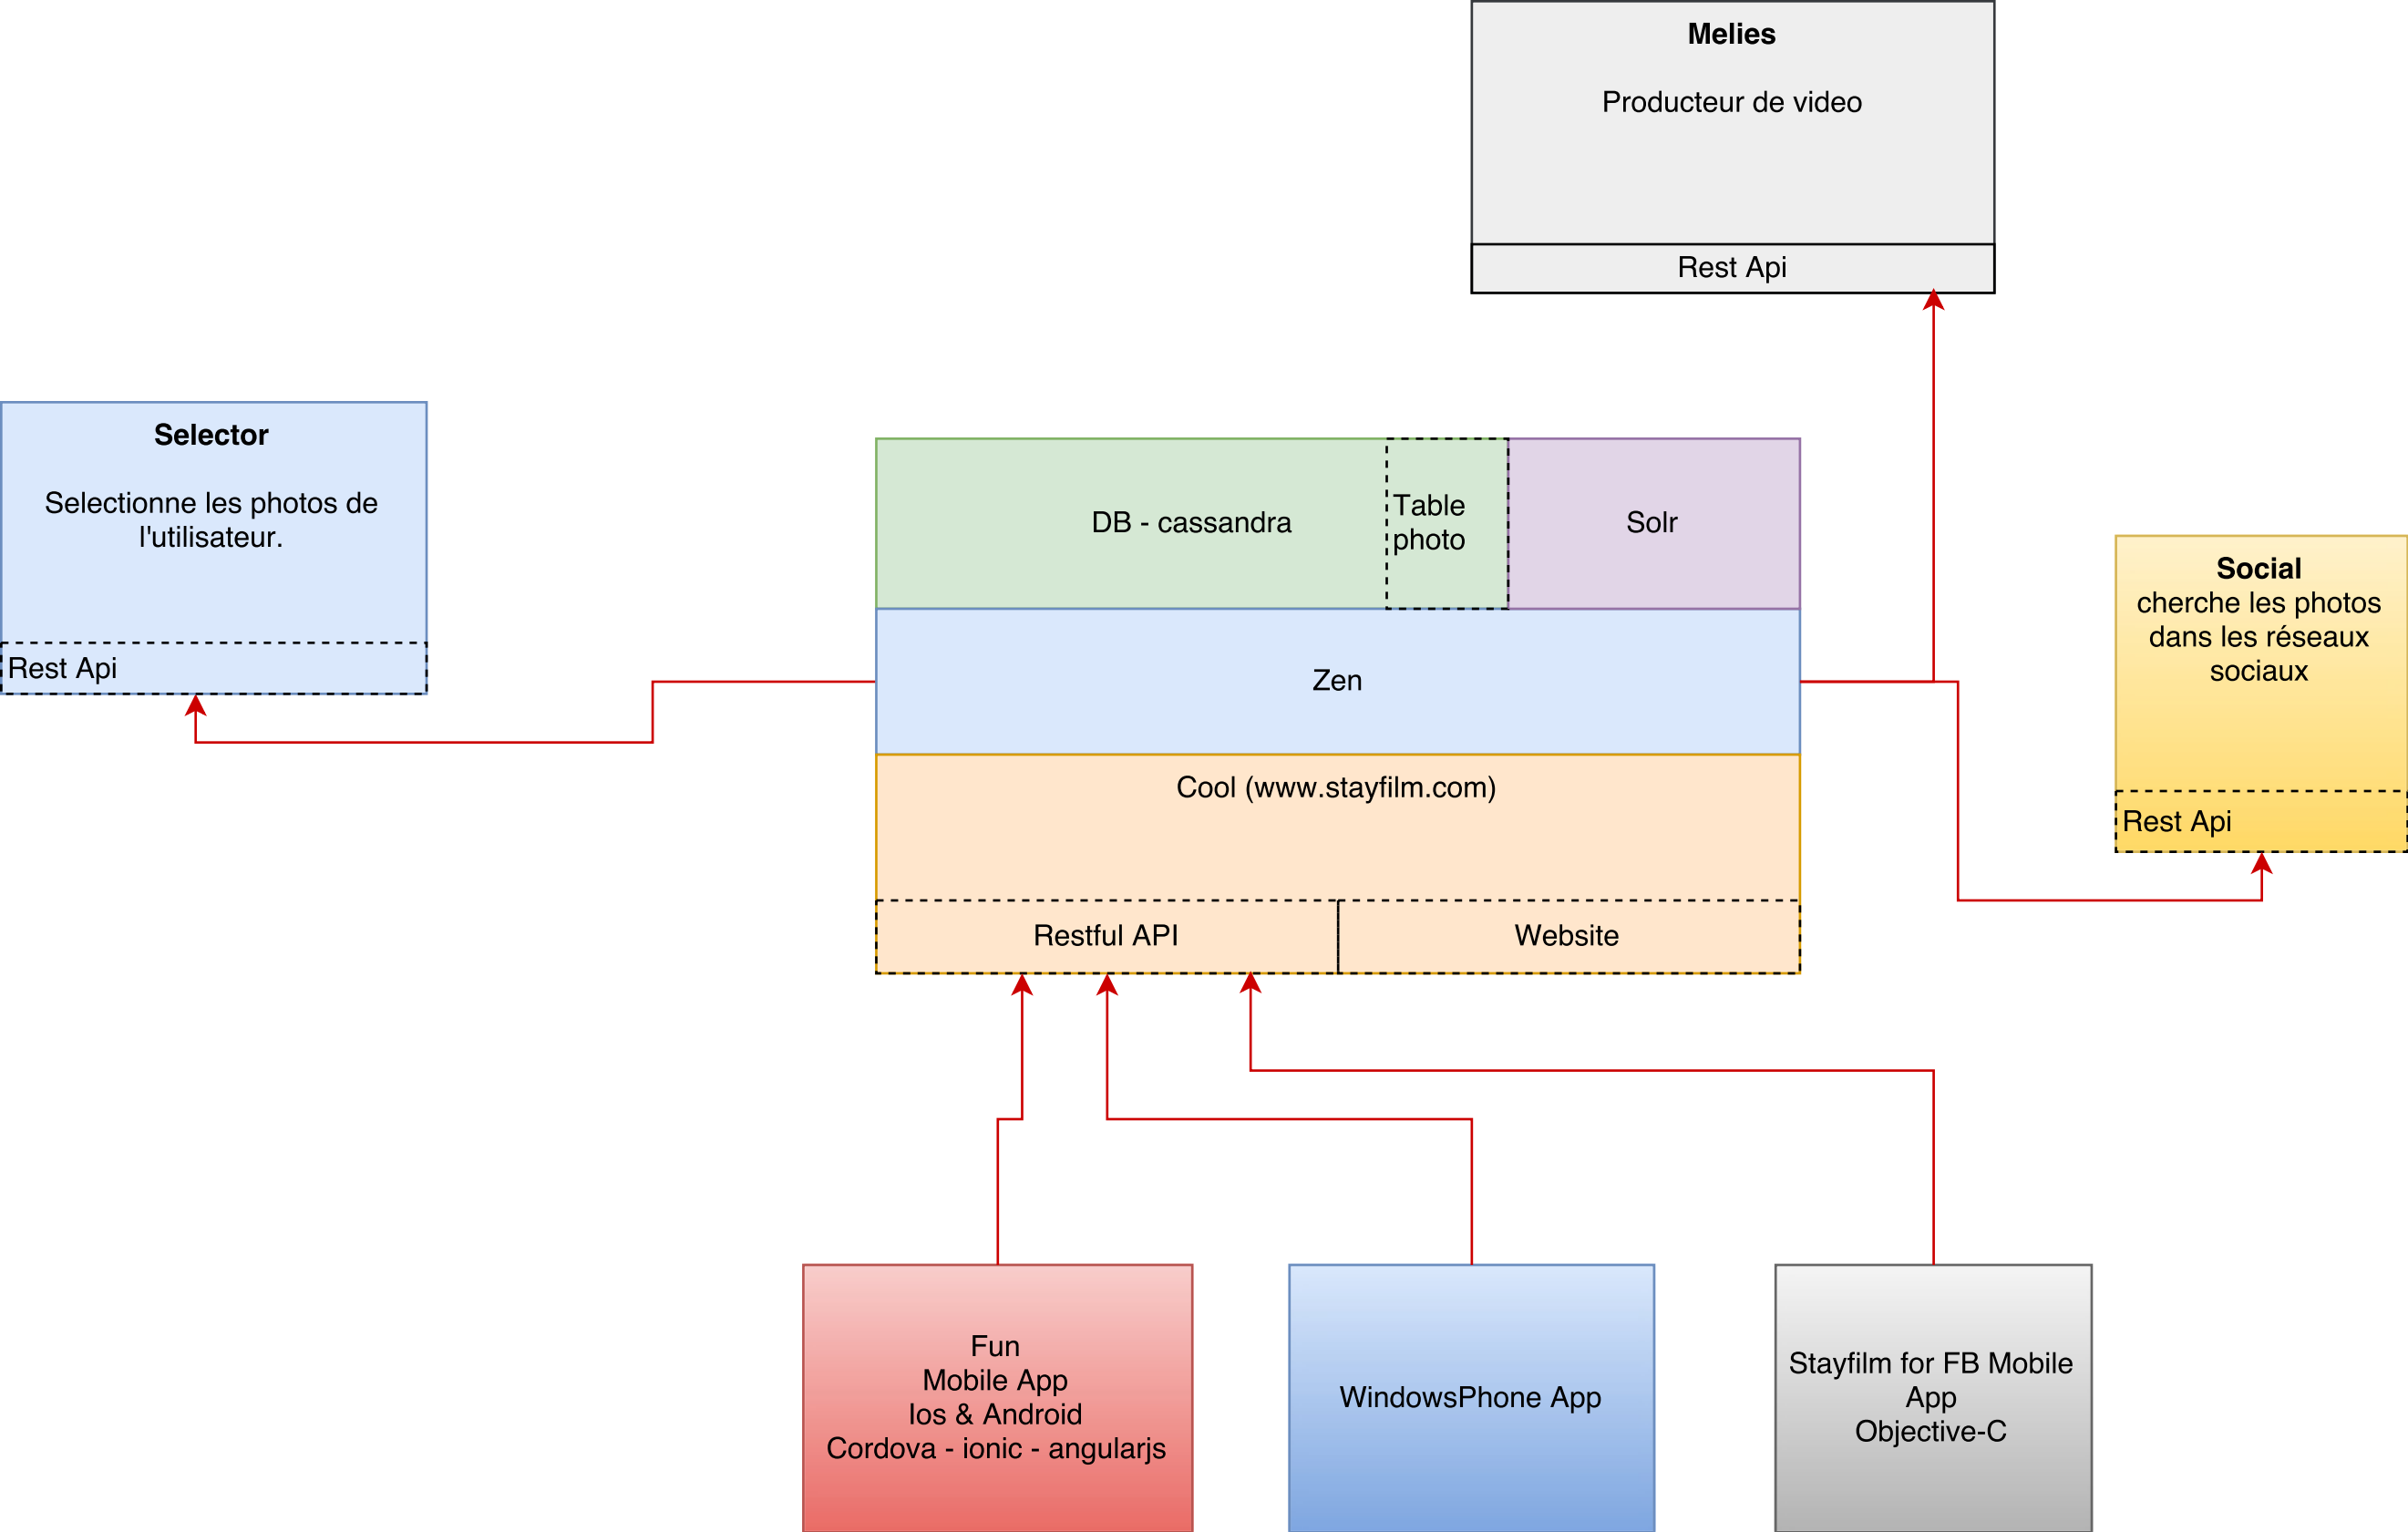 Melies
Producteur de video
Rest Api
Selector
Selectionne les photos de
l'utilisateur.
Rest Api
DB - cassandra
Table
photo
Solr
Zen
Cool (www.stayfilm.com)
Restful API
Website
Social
cherche les photos
dans les réseaux
sociaux
Rest Api
Fun
Mobile App
Ios & Android
Cordova - ionic - angularjs
WindowsPhone App
Stayfilm for FB Mobile
App
Objective-C